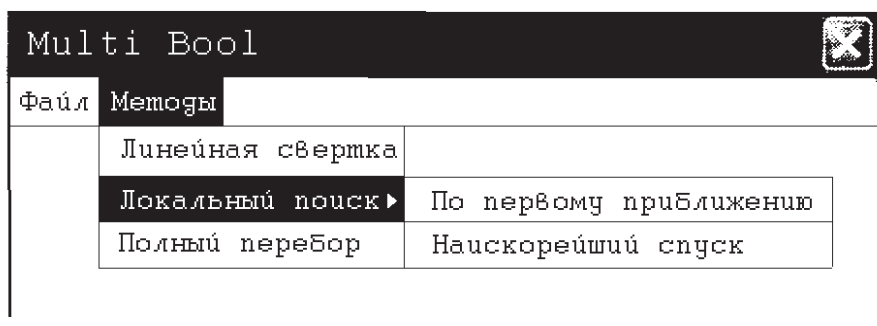 Multi Bool
Файл Методы
Линейная свертка
Локальный поиск По первому приближению
Полный перебор Наискорейший спуск